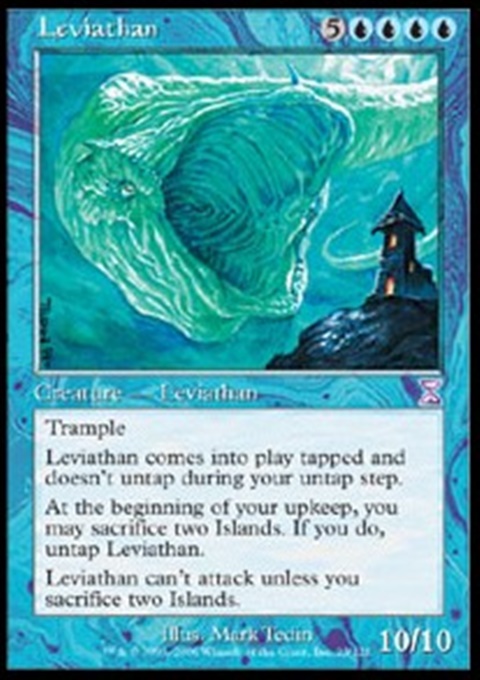 Leviathan 5
Creature — Leviathan
Trample
Leviathan comes into play tapped and
doesn't untap during your untap step.
At the beginning of your upkeep, you
may sacrifice two Islands. If you do,
untap Leviathan.
Leviathan can't attack unless you
sacrifice two Islands.
Illus. Mark Tedin
10/10